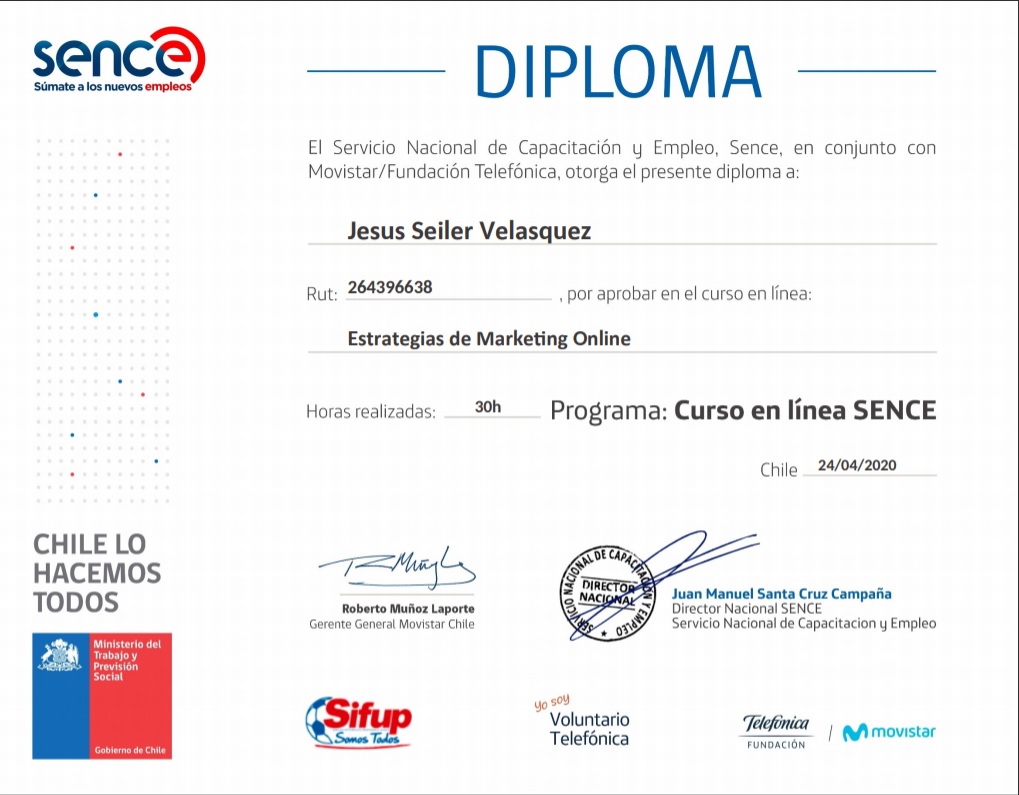 sence
Súmate a los nuevos empleos
DIPLOMA
El Servicio Nacional de Capacitación y Empleo, Sence, en conjunto con
Movistar/Fundación Telefónica, otorga el presente diploma a:
Jesus Seiler Velasquez
Rut: 264396638 , por aprobar en el curso en línea:
Estrategias de Marketing Online
Horas realizadas: 30h Programa: Curso en línea SENCE
Chile 24/04/2020
CHILE LO
HACEMOS
TODOS
Ministerio del
Trabajo y
Previsión
Social
Gobierno de Chile
Roberto Muñoz Laporte
Gerente General Movistar Chile
SERVICIO NACIONAL DE CAPACITACIÓN Y EMPLEO
DIRECTOR
NACIONAL
Juan Manuel Santa Cruz Campaña
Director Nacional SENCE
Servicio Nacional de Capacitacion y Empleo
Sifup
Somos Todos
yo soy
Voluntario
Telefónica
Telefónica
FUNDACIÓN
movistar